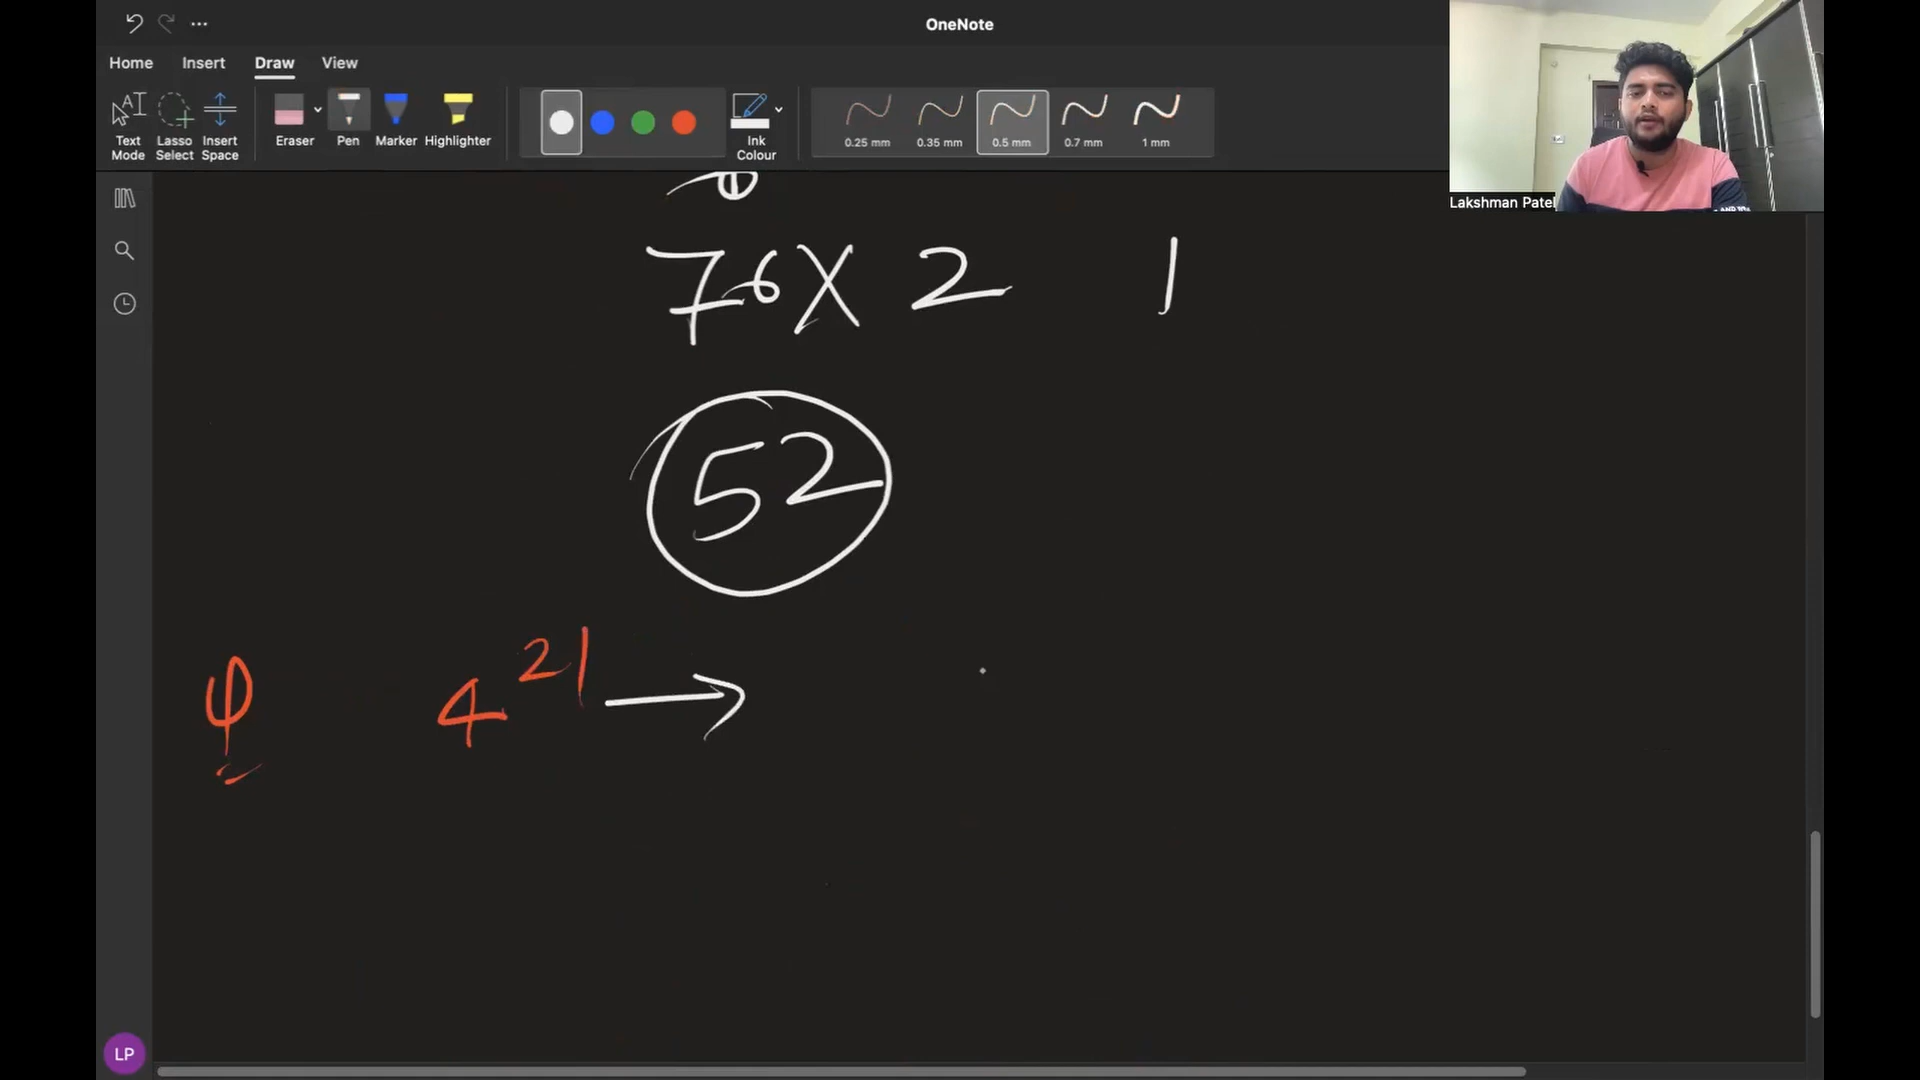 OneNote
Home Insert Draw View
Text Mode Lasso Select Insert Space Eraser Pen Marker Highlighter Ink Colour 0.25 mm 0.35 mm 0.5 mm 0.7 mm 1 mm
Lakshman Patel
76 X 2 1
52
φ 4^21 →
LP